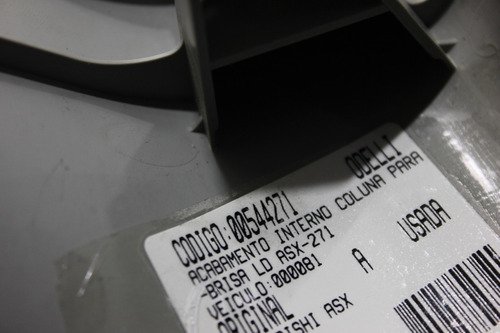 CODIGO:00544271 ODELLI
ACABAMENTO INTERNO COLUNA PARA
-BRISA LD ASX-271
VEICULO:000081 A USADA
ORIGINAL
ASX